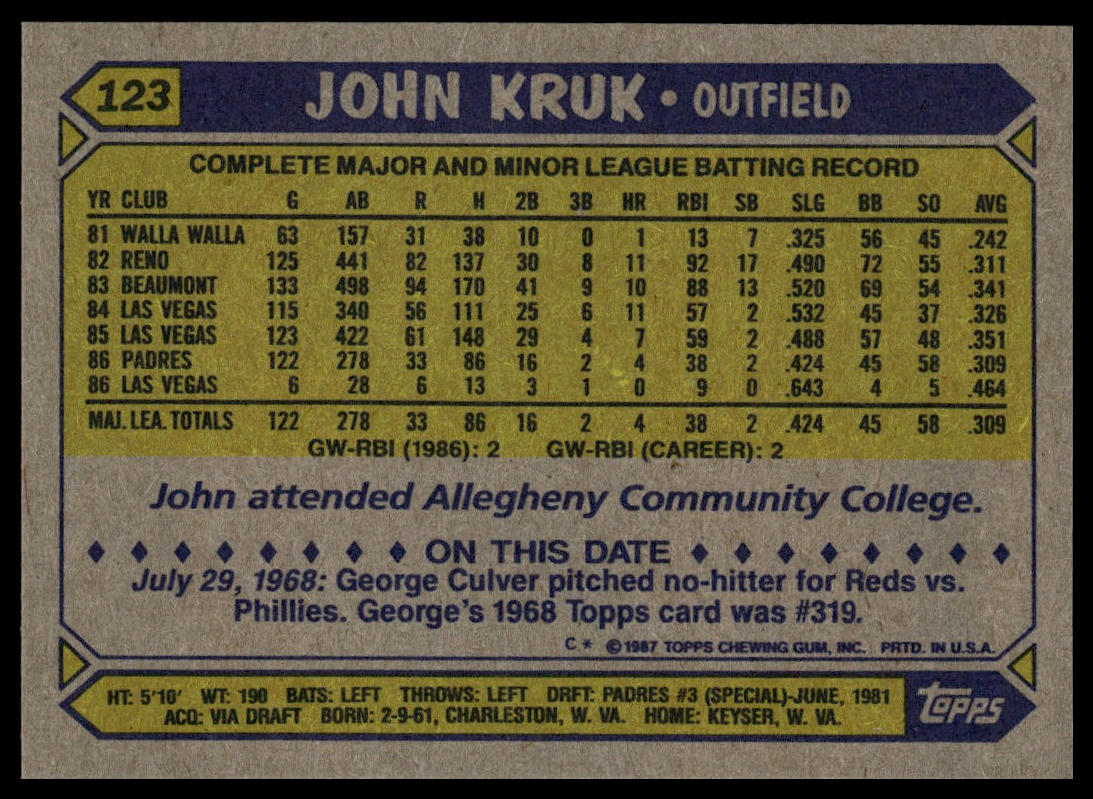 123 JOHN KRUK • OUTFIELD
COMPLETE MAJOR AND MINOR LEAGUE BATTING RECORD
YR CLUB G AB R H 2B 3B HR RBI SB SLG BB SO AVG
81 WALLA WALLA 63 157 31 38 10 0 1 13 7 .325 56 45 .242
82 RENO 125 441 82 137 30 8 11 92 17 .490 72 55 .311
83 BEAUMONT 133 498 94 170 41 9 10 88 13 .520 69 54 .341
84 LAS VEGAS 115 340 56 111 25 6 11 57 2 .532 45 37 .326
85 LAS VEGAS 123 422 61 148 29 4 7 59 2 .488 57 48 .351
86 PADRES 122 278 33 86 16 2 4 38 2 .424 45 58 .309
86 LAS VEGAS 6 28 6 13 3 1 0 9 0 .643 4 5 .464
MAJ. LEA. TOTALS 122 278 33 86 16 2 4 38 2 .424 45 58 .309
GW-RBI (1986): 2 GW-RBI (CAREER): 2
John attended Allegheny Community College.
ON THIS DATE
July 29, 1968: George Culver pitched no-hitter for Reds vs.
Phillies. George's 1968 Topps card was #319.
C* ©1987 TOPPS CHEWING GUM, INC. PRTD. IN U.S.A.
HT: 5'10' WT: 190 BATS: LEFT THROWS: LEFT DRFT: PADRES #3 (SPECIAL)-JUNE, 1981
ACQ: VIA DRAFT BORN: 2-9-61, CHARLESTON, W. VA. HOME: KEYSER, W. VA.
TOPPS